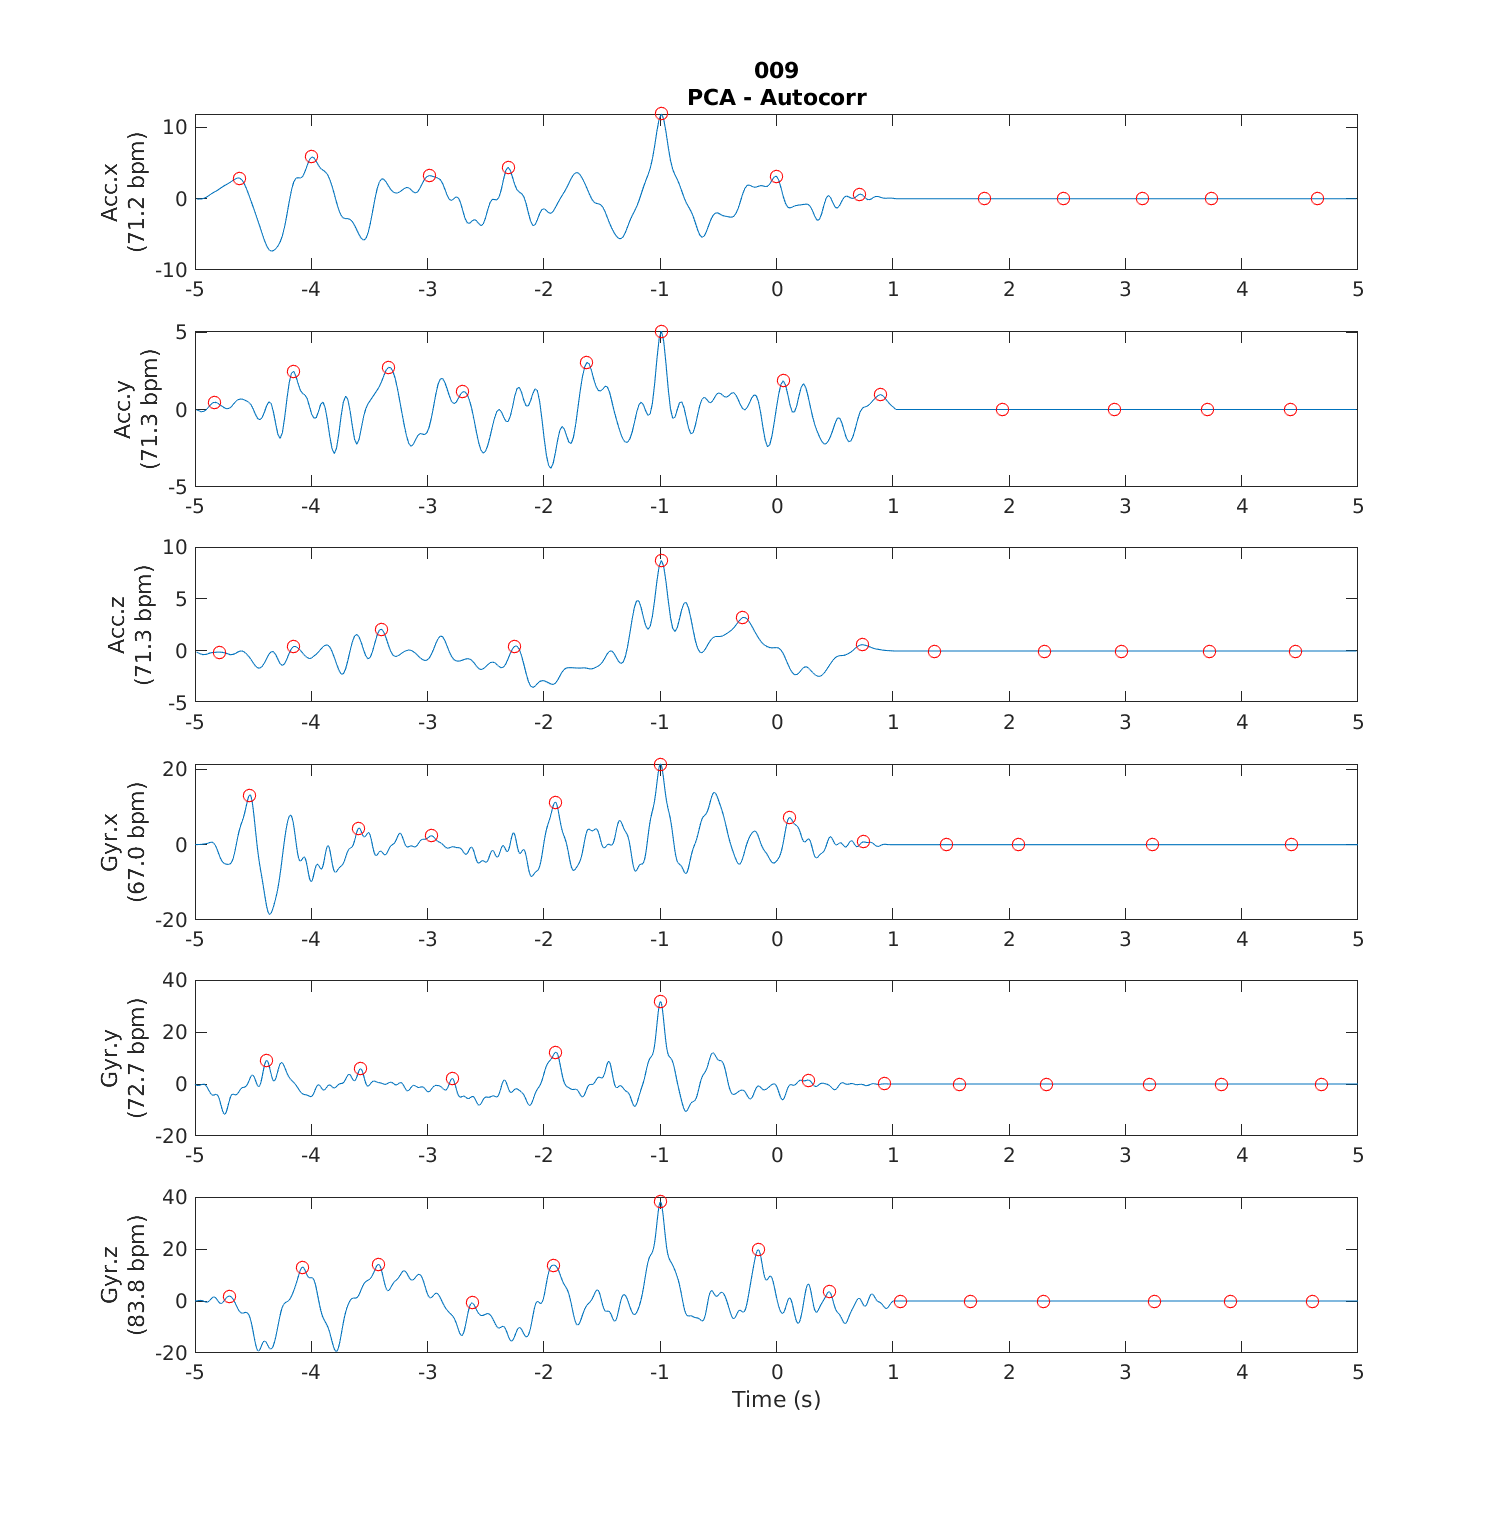 009
PCA - Autocorr
Acc.x
(71.2 bpm)
10
0
-10
-5 -4 -3 -2 -1 0 1 2 3 4 5
Acc.y
(71.3 bpm)
5
0
-5
-5 -4 -3 -2 -1 0 1 2 3 4 5
Acc.z
(71.3 bpm)
10
5
0
-5
-5 -4 -3 -2 -1 0 1 2 3 4 5
Gyr.x
(67.0 bpm)
20
0
-20
-5 -4 -3 -2 -1 0 1 2 3 4 5
Gyr.y
(72.7 bpm)
40
20
0
-20
-5 -4 -3 -2 -1 0 1 2 3 4 5
Gyr.z
(83.8 bpm)
40
20
0
-20
-5 -4 -3 -2 -1 0 1 2 3 4 5
Time (s)